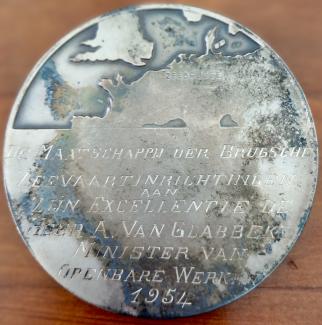 De Maatschappij der Brugsche
Zeevaartinrichtingen
aan
Zijn Excellentie de
Heer A. Van Glabbeke
Minister van
Openbare Werken
1954